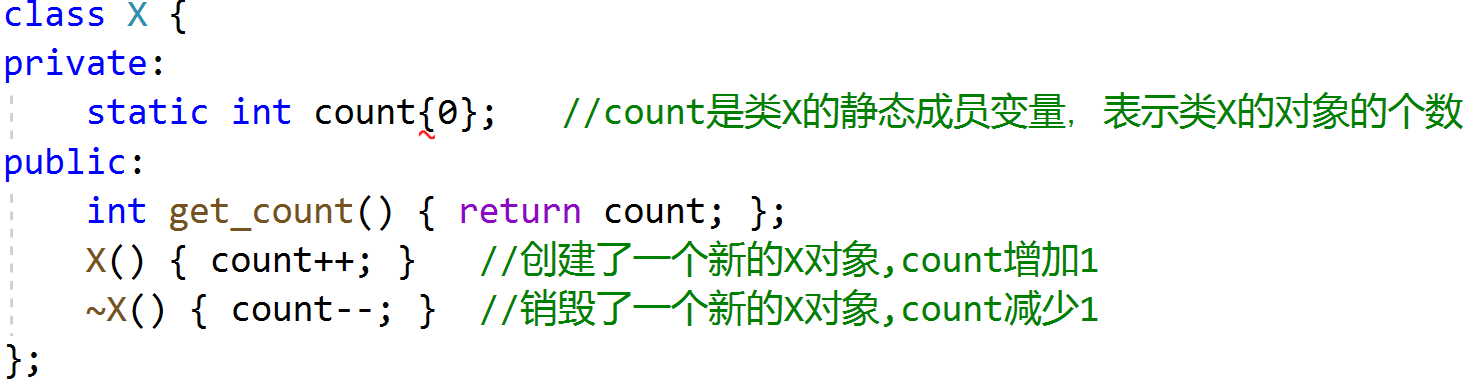 class X {
private:
    static int count{0};   //count是类X的静态成员变量，表示类X的对象的个数
public:
    int get_count() { return count; };
    X() { count++; }   //创建了一个新的X对象,count增加1
    ~X() { count--; }  //销毁了一个新的X对象,count减少1
};